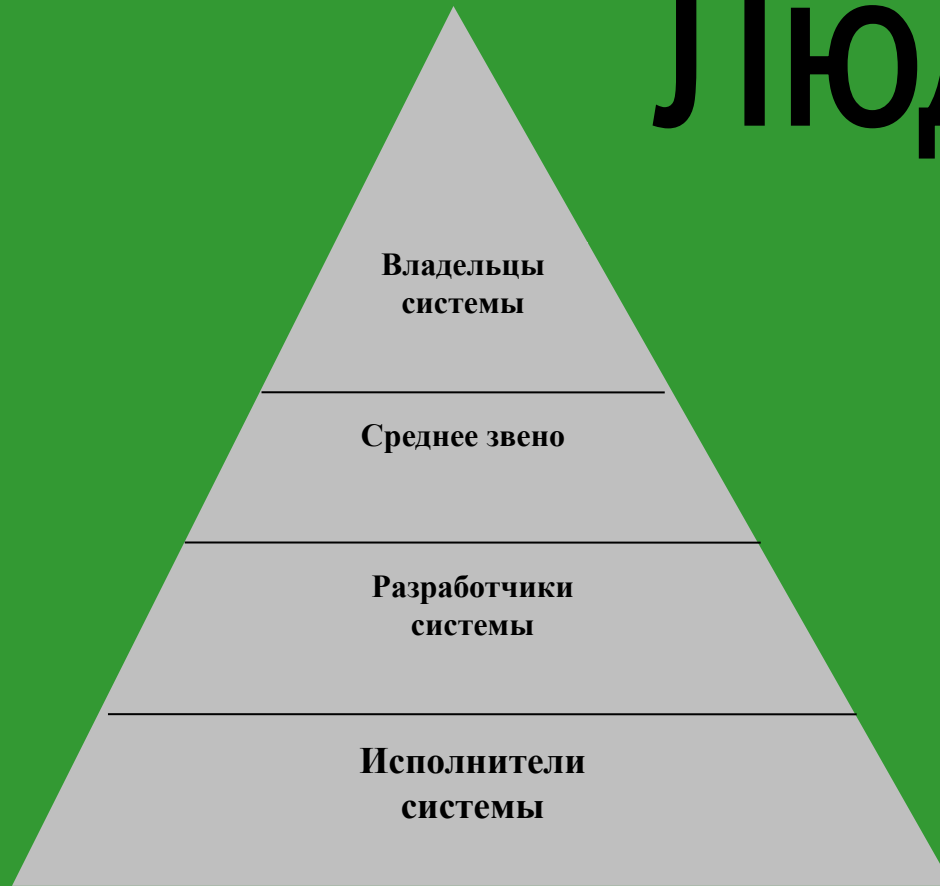 Владельцы
системы
Среднее звено
Разработчики
системы
Исполнители
системы